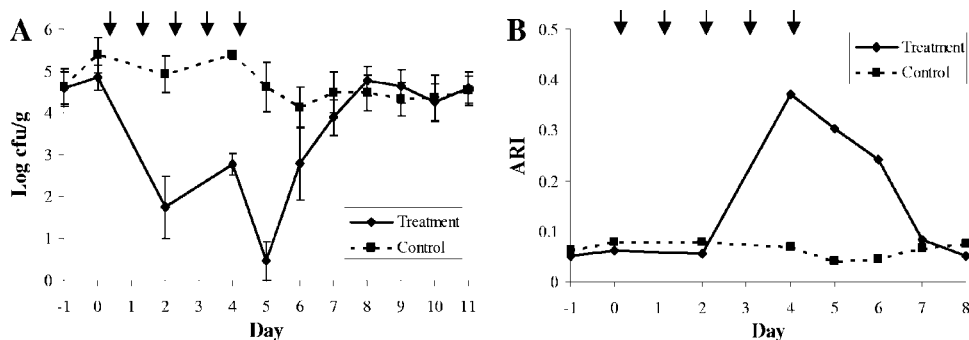 A
Log cfu/g
6
5
4
3
2
1
0
-1 0 1 2 3 4 5 6 7 8 9 10 11
Day
Treatment
Control
B
ARI
0.5
0.4
0.3
0.2
0.1
0
-1 0 1 2 3 4 5 6 7 8
Day
Treatment
Control